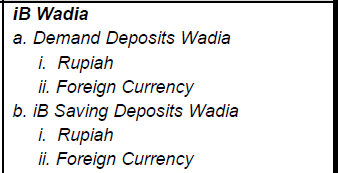 iB Wadia
a. Demand Deposits Wadia
i. Rupiah
ii. Foreign Currency
b. iB Saving Deposits Wadia
i. Rupiah
ii. Foreign Currency